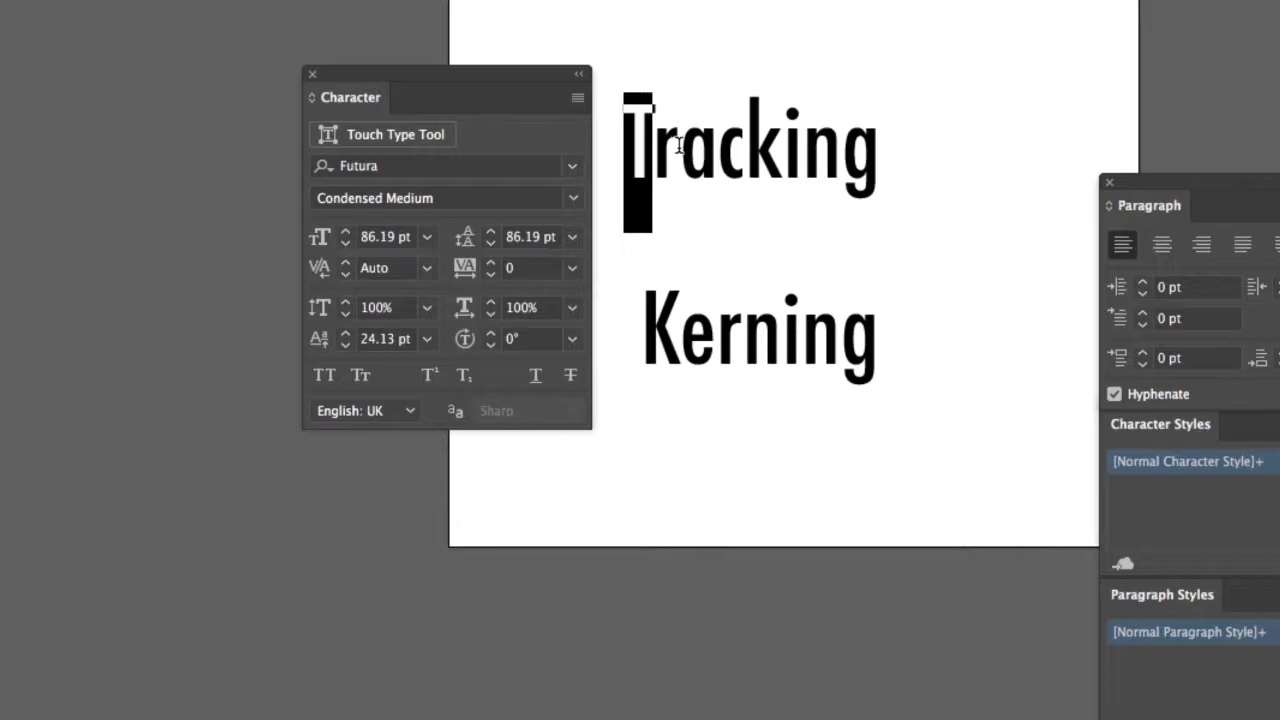 Character
Touch Type Tool
Futura
Condensed Medium
86.19 pt 86.19 pt
Auto 0
100% 100%
24.13 pt 0°
English: UK Sharp
Tracking
Kerning
Paragraph
0 pt
0 pt
0 pt
Hyphenate
Character Styles
[Normal Character Style]+
Paragraph Styles
[Normal Paragraph Style]+